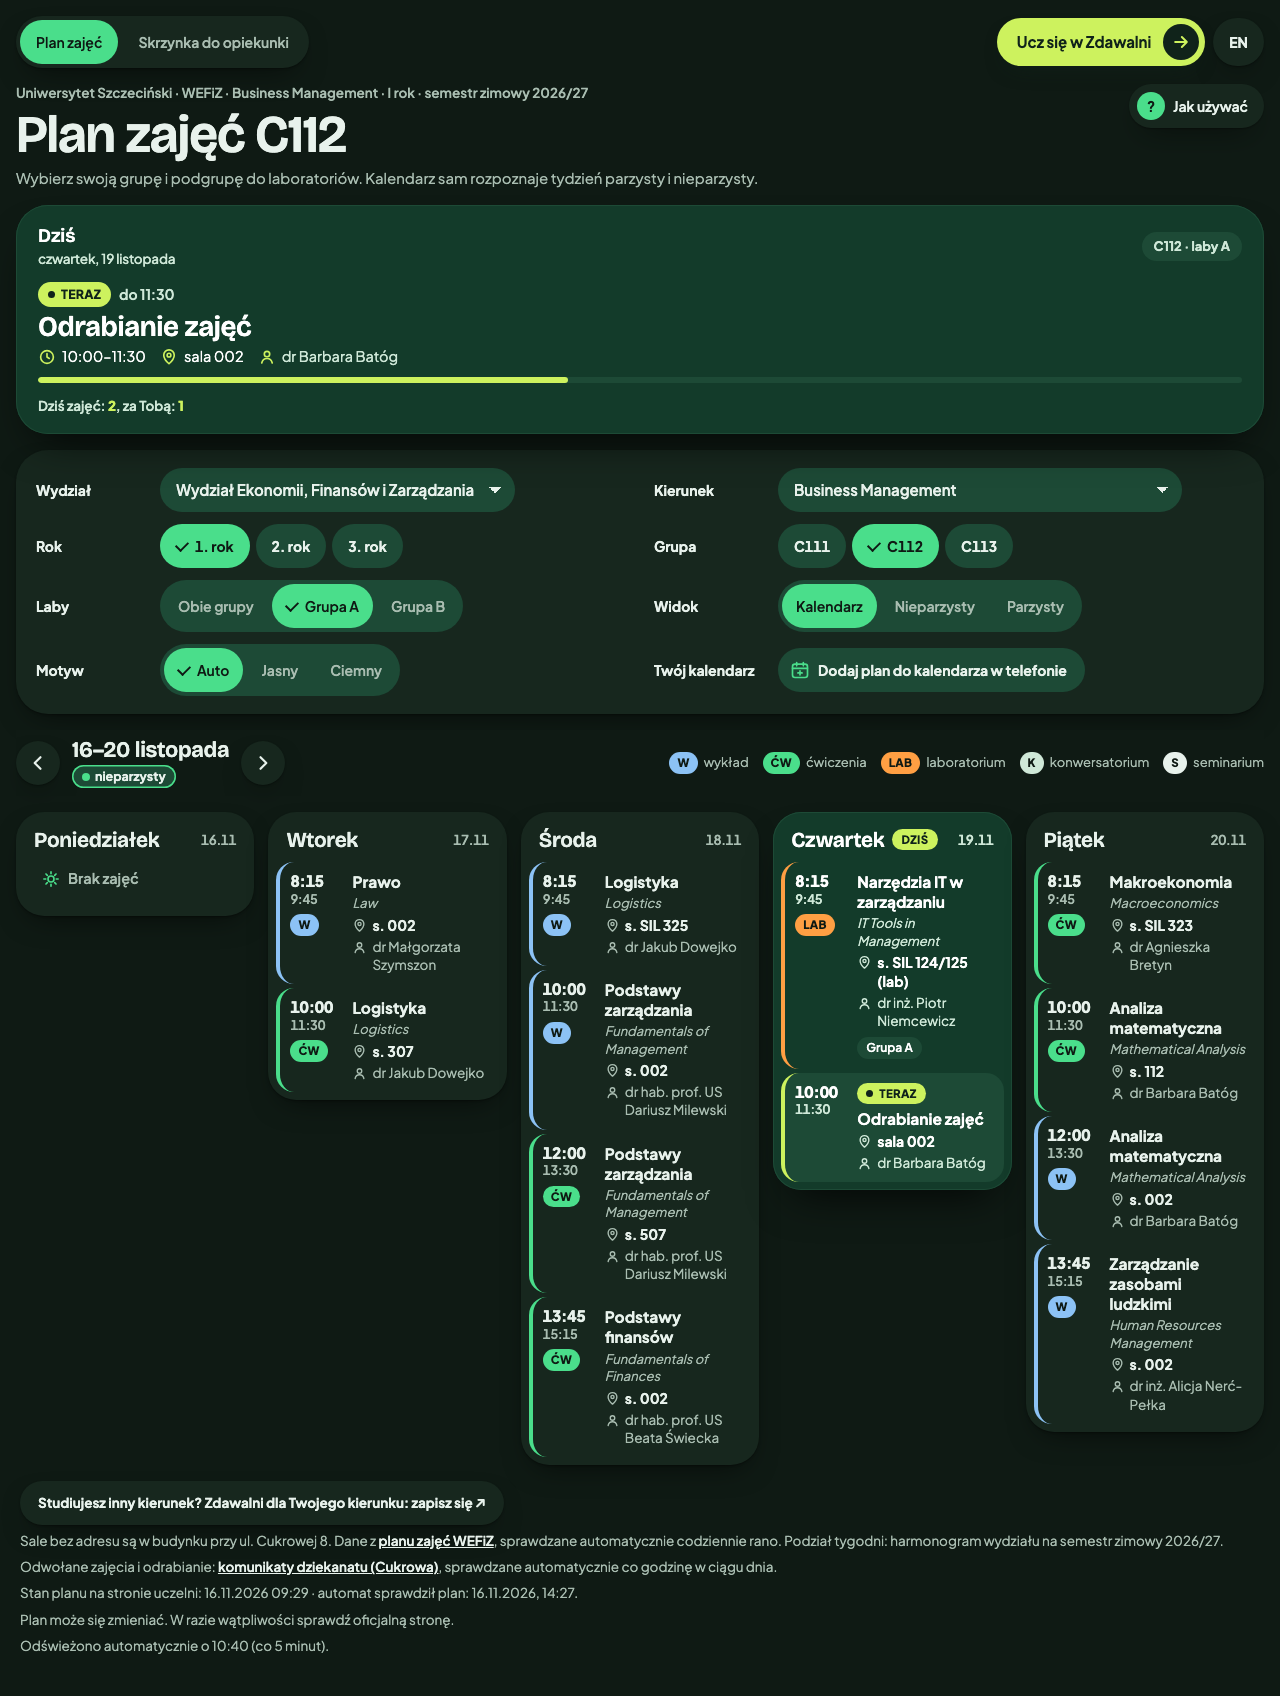 Plan zajęć
Skrzynka do opiekunki
Ucz się w Zdawalni
EN
Uniwersytet Szczeciński · WEFiZ · Business Management · I rok · semestr zimowy 2026/27
? Jak używać
Plan zajęć C112
Wybierz swoją grupę i podgrupę do laboratoriów. Kalendarz sam rozpoznaje tydzień parzysty i nieparzysty.
Dziś
czwartek, 19 listopada
C112 · laby A
TERAZ do 11:30
Odrabianie zajęć
10:00–11:30 sala 002 dr Barbara Batóg
Dziś zajęć: 2, za Tobą: 1
Wydział
Wydział Ekonomii, Finansów i Zarządzania
Kierunek
Business Management
Rok
1. rok
2. rok
3. rok
Grupa
C111
C112
C113
Laby
Obie grupy
Grupa A
Grupa B
Widok
Kalendarz
Nieparzysty
Parzysty
Motyw
Auto
Jasny
Ciemny
Twój kalendarz
Dodaj plan do kalendarza w telefonie
16–20 listopada
nieparzysty
W wykład
ĆW ćwiczenia
LAB laboratorium
K konwersatorium
S seminarium
Poniedziałek 16.11
Brak zajęć
Wtorek 17.11
8:15
9:45
W
Prawo
Law
s. 002
dr Małgorzata
Szymszon
10:00
11:30
ĆW
Logistyka
Logistics
s. 307
dr Jakub Dowejko
Środa 18.11
8:15
9:45
W
Logistyka
Logistics
s. SIL 325
dr Jakub Dowejko
10:00
11:30
W
Podstawy
zarządzania
Fundamentals of
Management
s. 002
dr hab. prof. US
Dariusz Milewski
12:00
13:30
ĆW
Podstawy
zarządzania
Fundamentals of
Management
s. 507
dr hab. prof. US
Dariusz Milewski
13:45
15:15
ĆW
Podstawy
finansów
Fundamentals of
Finances
s. 002
dr hab. prof. US
Beata Świecka
Czwartek DZIŚ 19.11
8:15
9:45
LAB
Narzędzia IT w
zarządzaniu
IT Tools in
Management
s. SIL 124/125
(lab)
dr inż. Piotr
Niemcewicz
Grupa A
10:00
11:30
TERAZ
Odrabianie zajęć
sala 002
dr Barbara Batóg
Piątek 20.11
8:15
9:45
ĆW
Makroekonomia
Macroeconomics
s. SIL 323
dr Agnieszka
Bretyn
10:00
11:30
ĆW
Analiza
matematyczna
Mathematical Analysis
s. 112
dr Barbara Batóg
12:00
13:30
W
Analiza
matematyczna
Mathematical Analysis
s. 002
dr Barbara Batóg
13:45
15:15
W
Zarządzanie
zasobami
ludzkimi
Human Resources
Management
s. 002
dr inż. Alicja Nerć-
Pełka
Studiujesz inny kierunek? Zdawalni dla Twojego kierunku: zapisz się ↗
Sale bez adresu są w budynku przy ul. Cukrowej 8. Dane z planu zajęć WEFiZ, sprawdzane automatycznie codziennie rano. Podział tygodni: harmonogram wydziału na semestr zimowy 2026/27.
Odwołane zajęcia i odrabianie: komunikaty dziekanatu (Cukrowa), sprawdzane automatycznie co godzinę w ciągu dnia.
Stan planu na stronie uczelni: 16.11.2026 09:29 · automat sprawdził plan: 16.11.2026, 14:27.
Plan może się zmieniać. W razie wątpliwości sprawdź oficjalną stronę.
Odświeżono automatycznie o 10:40 (co 5 minut).